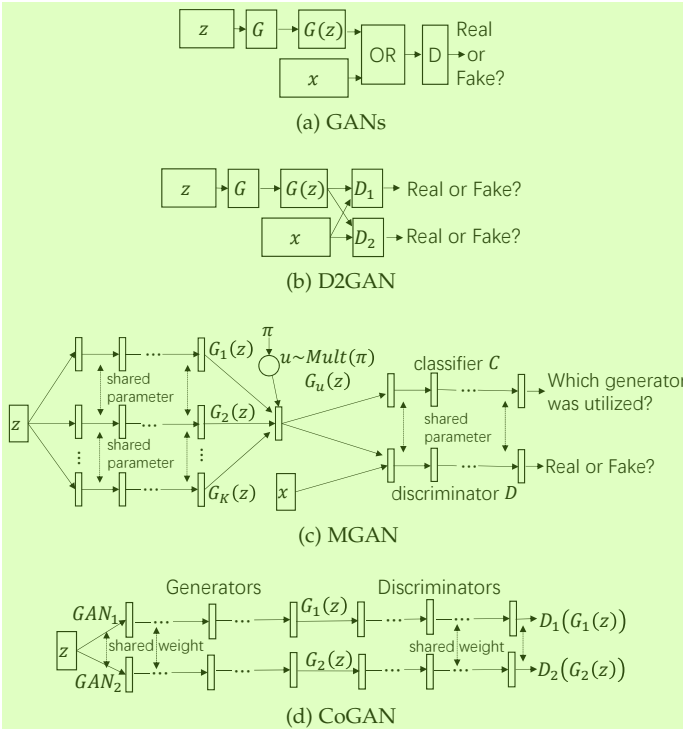 z G G(z) OR D Real
or
x Fake?
(a) GANs
z G G(z) D₁ Real or Fake?
x D₂ Real or Fake?
(b) D2GAN
π
G₁(z) u~Mult(π) classifier C
... G_u(z) ...
shared
parameter
Which generator
was utilized?
z ... G₂(z) shared
parameter
shared
parameter
⋮ ⋮
... G_K(z) x ... Real or Fake?
discriminator D
(c) MGAN
Generators Discriminators
GAN₁ ... ... G₁(z) ... ... D₁(G₁(z))
z shared weight shared weight
GAN₂ ... ... G₂(z) ... ... D₂(G₂(z))
(d) CoGAN